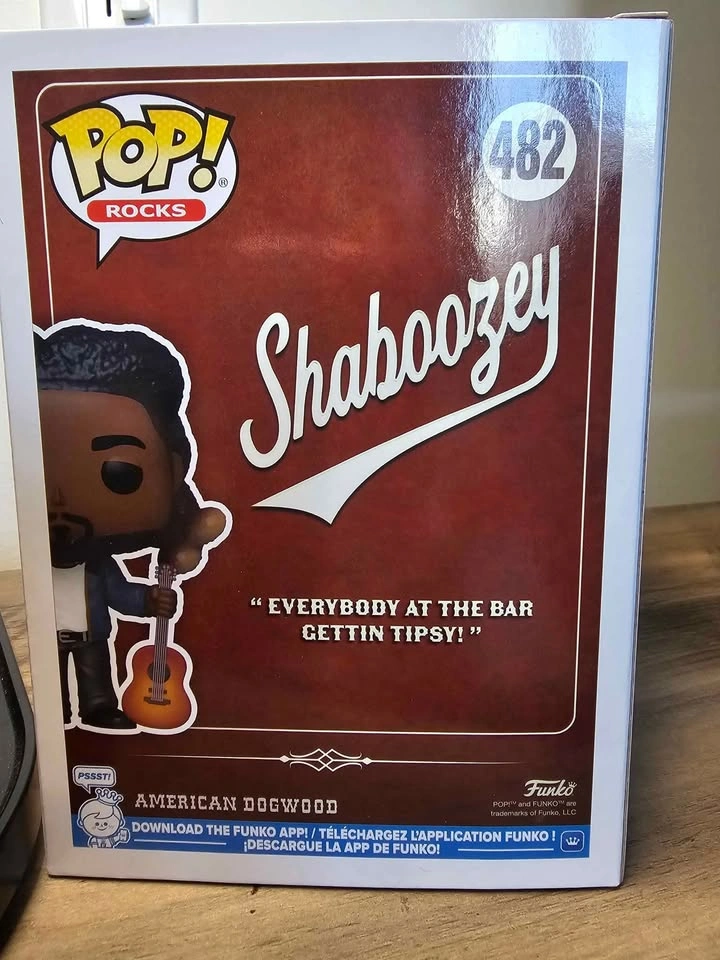 POP!®
ROCKS
482
Shaboozey
“ EVERYBODY AT THE BAR
GETTIN TIPSY! ”
PSSST!
AMERICAN DOGWOOD
Funko
POP!™ and FUNKO™ are
trademarks of Funko, LLC
DOWNLOAD THE FUNKO APP! / TÉLÉCHARGEZ L'APPLICATION FUNKO !
¡DESCARGUE LA APP DE FUNKO!